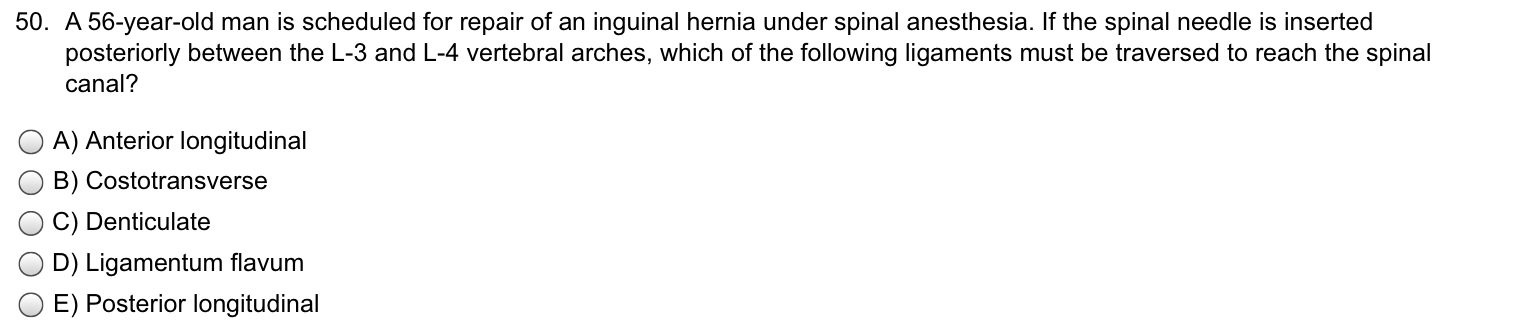 50. A 56-year-old man is scheduled for repair of an inguinal hernia under spinal anesthesia. If the spinal needle is inserted
posteriorly between the L-3 and L-4 vertebral arches, which of the following ligaments must be traversed to reach the spinal
canal?
A) Anterior longitudinal
B) Costotransverse
C) Denticulate
D) Ligamentum flavum
E) Posterior longitudinal